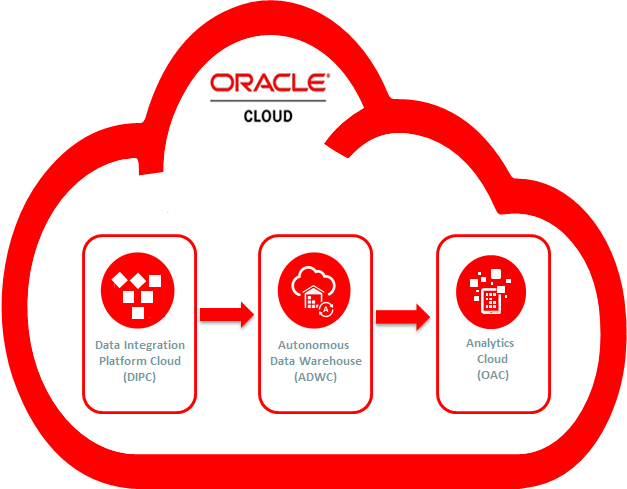 ORACLE®
CLOUD
Data Integration
Platform Cloud
(DIPC)
Autonomous
Data Warehouse
(ADWC)
A
Analytics
Cloud
(OAC)